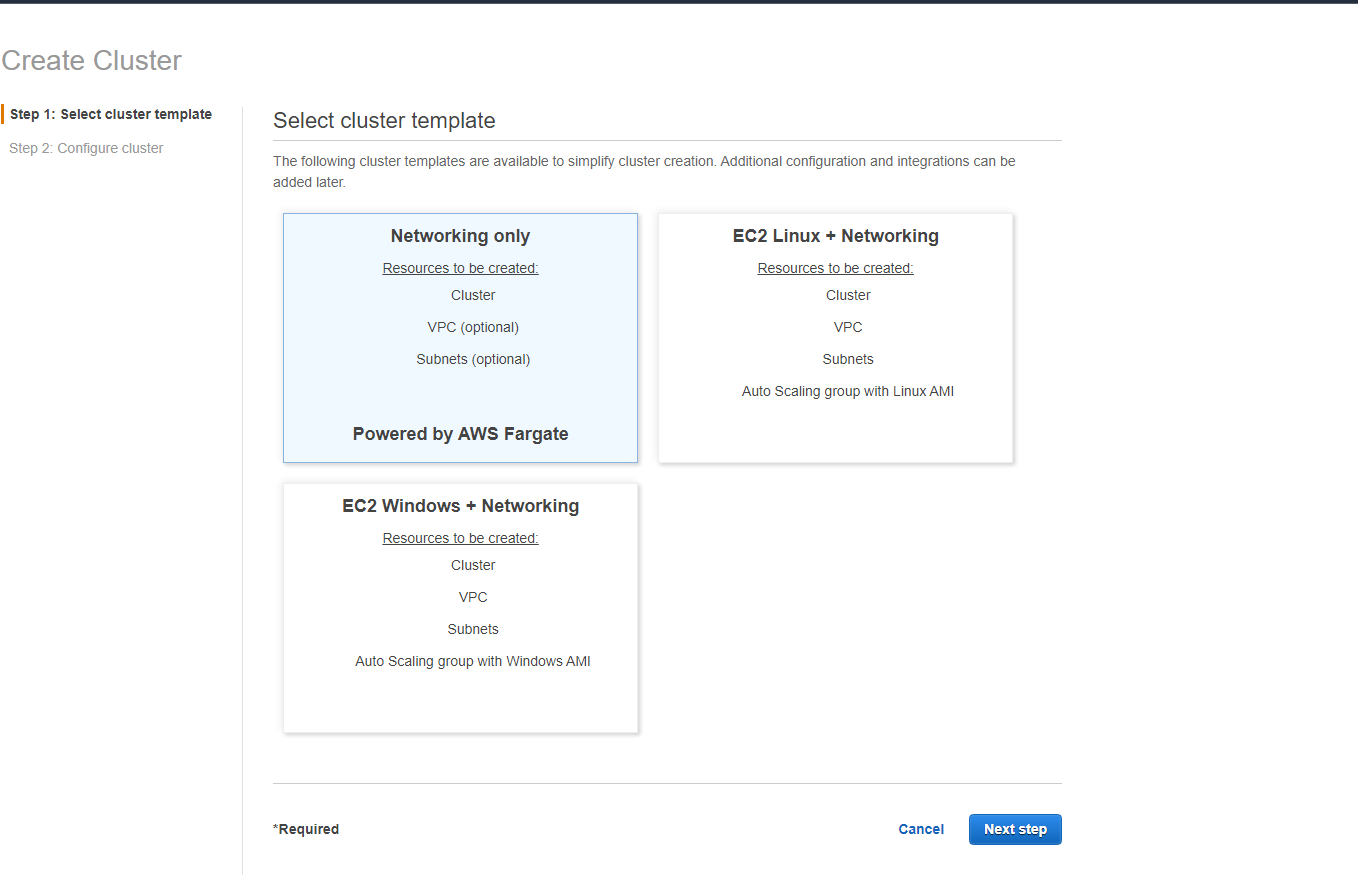 Create Cluster
Step 1: Select cluster template
Step 2: Configure cluster
Select cluster template
The following cluster templates are available to simplify cluster creation. Additional configuration and integrations can be
added later.
Networking only
Resources to be created:
Cluster
VPC (optional)
Subnets (optional)
Powered by AWS Fargate
EC2 Linux + Networking
Resources to be created:
Cluster
VPC
Subnets
Auto Scaling group with Linux AMI
EC2 Windows + Networking
Resources to be created:
Cluster
VPC
Subnets
Auto Scaling group with Windows AMI
*Required
Cancel
Next step